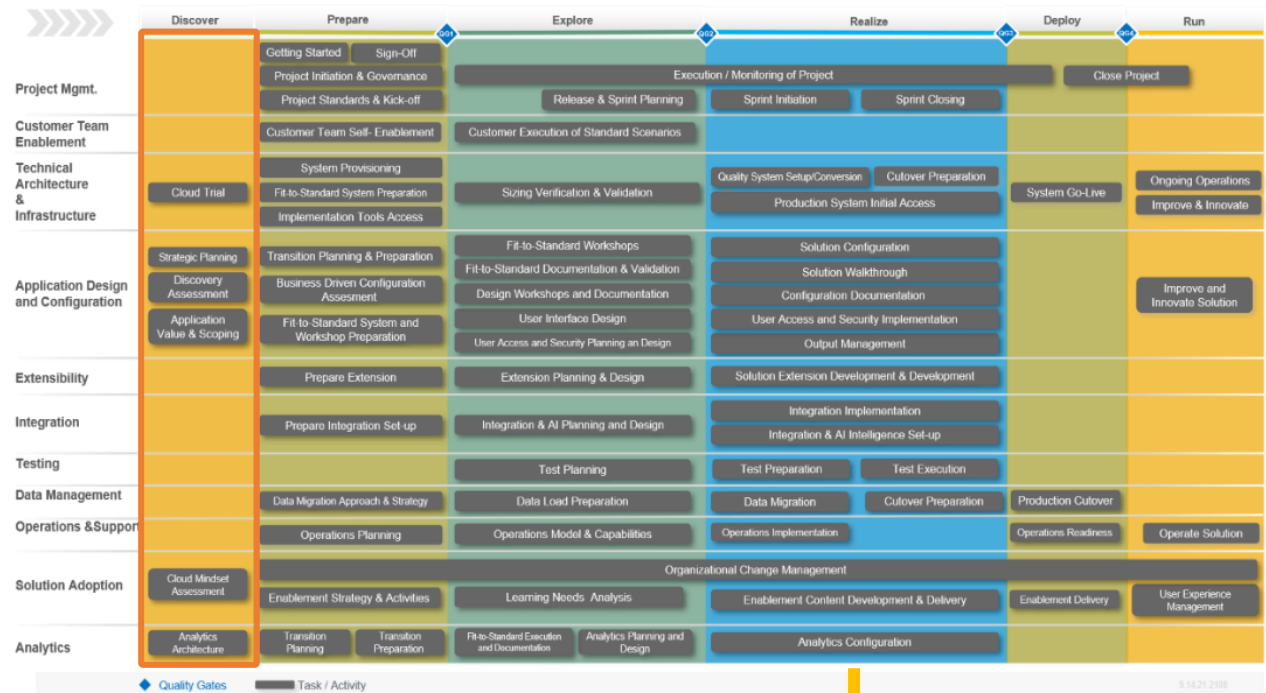 Discover
Prepare
Explore
Realize
Deploy
Run
QG1
QG2
QG3
QG4
Project Mgmt.
Getting Started
Sign-Off
Project Initiation & Governance
Project Standards & Kick-off
Execution / Monitoring of Project
Close Project
Release & Sprint Planning
Sprint Initiation
Sprint Closing
Customer Team
Enablement
Customer Team Self- Enablement
Customer Execution of Standard Scenarios
Technical
Architecture
&
Infrastructure
Cloud Trial
System Provisioning
Fit-to-Standard System Preparation
Implementation Tools Access
Sizing Verification & Validation
Quality System Setup/Conversion
Cutover Preparation
Production System Initial Access
System Go-Live
Ongoing Operations
Improve & Innovate
Application Design
and Configuration
Strategic Planning
Discovery
Assessment
Application
Value & Scoping
Transition Planning & Preparation
Business Driven Configuration
Assesment
Fit-to-Standard System and
Workshop Preparation
Fit-to-Standard Workshops
Fit-to-Standard Documentation & Validation
Design Workshops and Documentation
User Interface Design
User Access and Security Planning an Design
Solution Configuration
Solution Walkthrough
Configuration Documentation
User Access and Security Implementation
Output Management
Improve and
Innovate Solution
Extensibility
Prepare Extension
Extension Planning & Design
Solution Extension Development & Development
Integration
Prepare Integration Set-up
Integration & AI Planning and Design
Integration Implementation
Integration & AI Intelligence Set-up
Testing
Test Planning
Test Preparation
Test Execution
Data Management
Data Migration Approach & Strategy
Data Load Preparation
Data Migration
Cutover Preparation
Production Cutover
Operations &Support
Operations Planning
Operations Model & Capabilities
Operations Implementation
Operations Readiness
Operate Solution
Solution Adoption
Cloud Mindset
Assessment
Organizational Change Management
Enablement Strategy & Activities
Learning Needs Analysis
Enablement Content Development & Delivery
Enablement Delivery
User Experience
Management
Analytics
Analytics
Architecture
Transition
Planning
Transition
Preparation
Fit-to-Standard Execution
and Documentation
Analytics Planning and
Design
Analytics Configuration
Quality Gates
Task / Activity